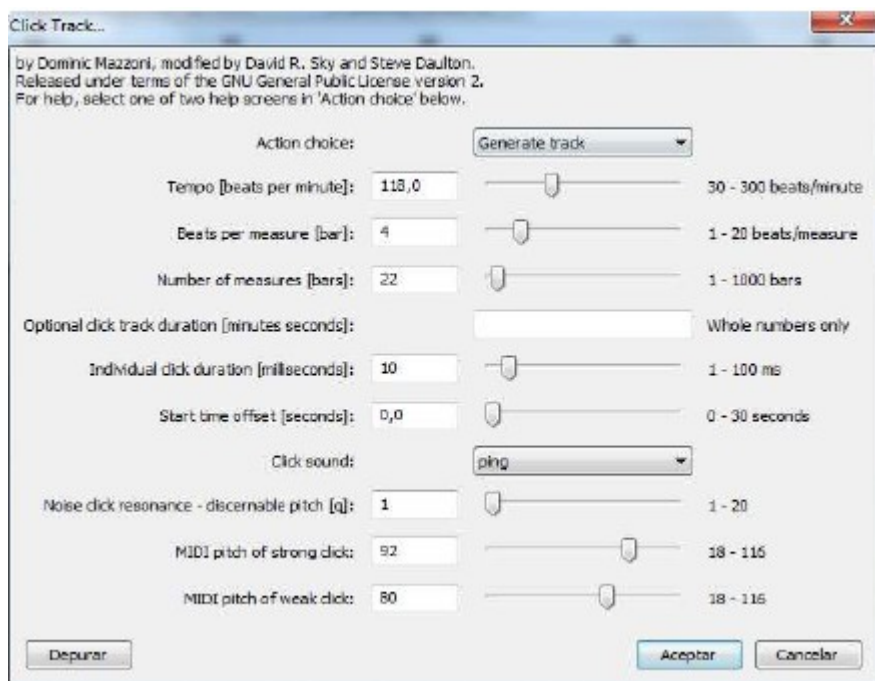 Click Track...
by Dominic Mazzoni, modified by David R. Sky and Steve Daulton.
Released under terms of the GNU General Public License version 2.
For help, select one of two help screens in 'Action choice' below.
Action choice: Generate track
Tempo [beats per minute]: 118,0 30 - 300 beats/minute
Beats per measure [bar]: 4 1 - 20 beats/measure
Number of measures [bars]: 22 1 - 1000 bars
Optional click track duration [minutes seconds]: Whole numbers only
Individual click duration [milliseconds]: 10 1 - 100 ms
Start time offset [seconds]: 0,0 0 - 30 seconds
Click sound: ping
Noise click resonance - discernable pitch [q]: 1 1 - 20
MIDI pitch of strong click: 92 18 - 116
MIDI pitch of weak click: 80 18 - 116
Depurar Aceptar Cancelar